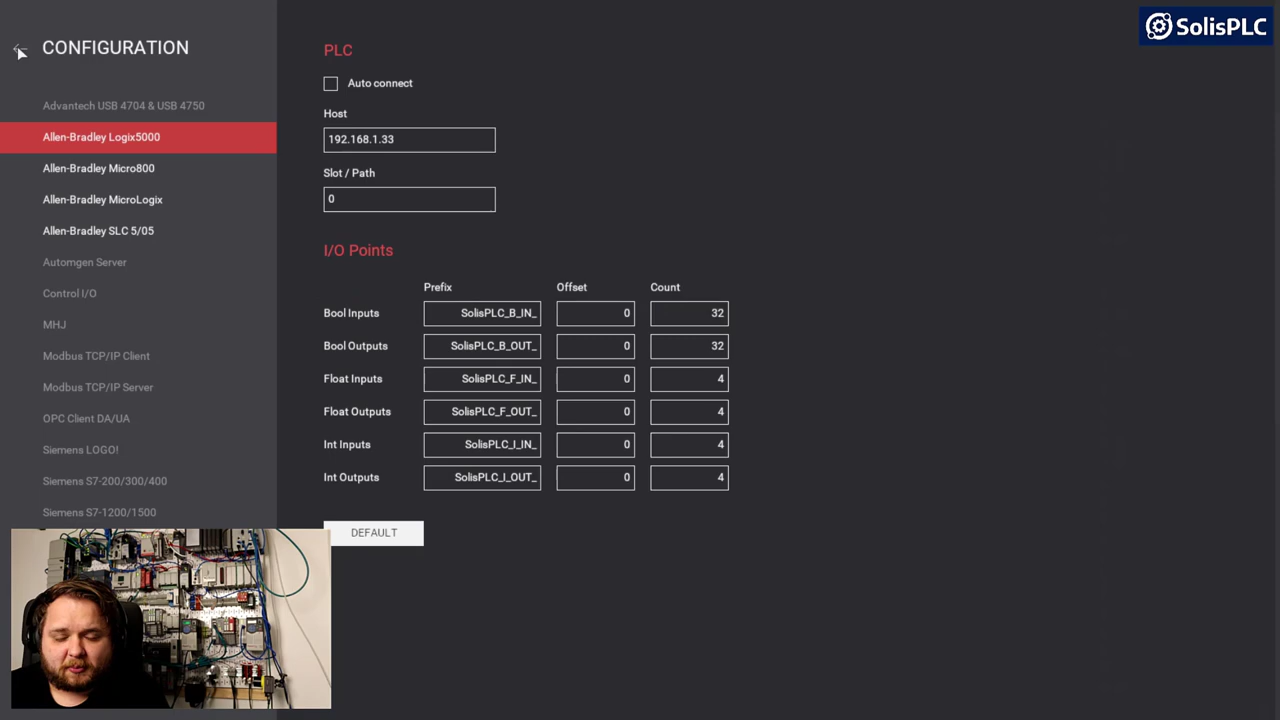 SolisPLC
CONFIGURATION
Advantech USB 4704 & USB 4750
Allen-Bradley Logix5000
Allen-Bradley Micro800
Allen-Bradley MicroLogix
Allen-Bradley SLC 5/05
Automgen Server
Control I/O
MHJ
Modbus TCP/IP Client
Modbus TCP/IP Server
OPC Client DA/UA
Siemens LOGO!
Siemens S7-200/300/400
Siemens S7-1200/1500
PLC
Auto connect
Host
192.168.1.33
Slot / Path
0
I/O Points
Prefix Offset Count
Bool Inputs SolisPLC_B_IN_ 0 32
Bool Outputs SolisPLC_B_OUT_ 0 32
Float Inputs SolisPLC_F_IN_ 0 4
Float Outputs SolisPLC_F_OUT_ 0 4
Int Inputs SolisPLC_I_IN_ 0 4
Int Outputs SolisPLC_I_OUT_ 0 4
DEFAULT